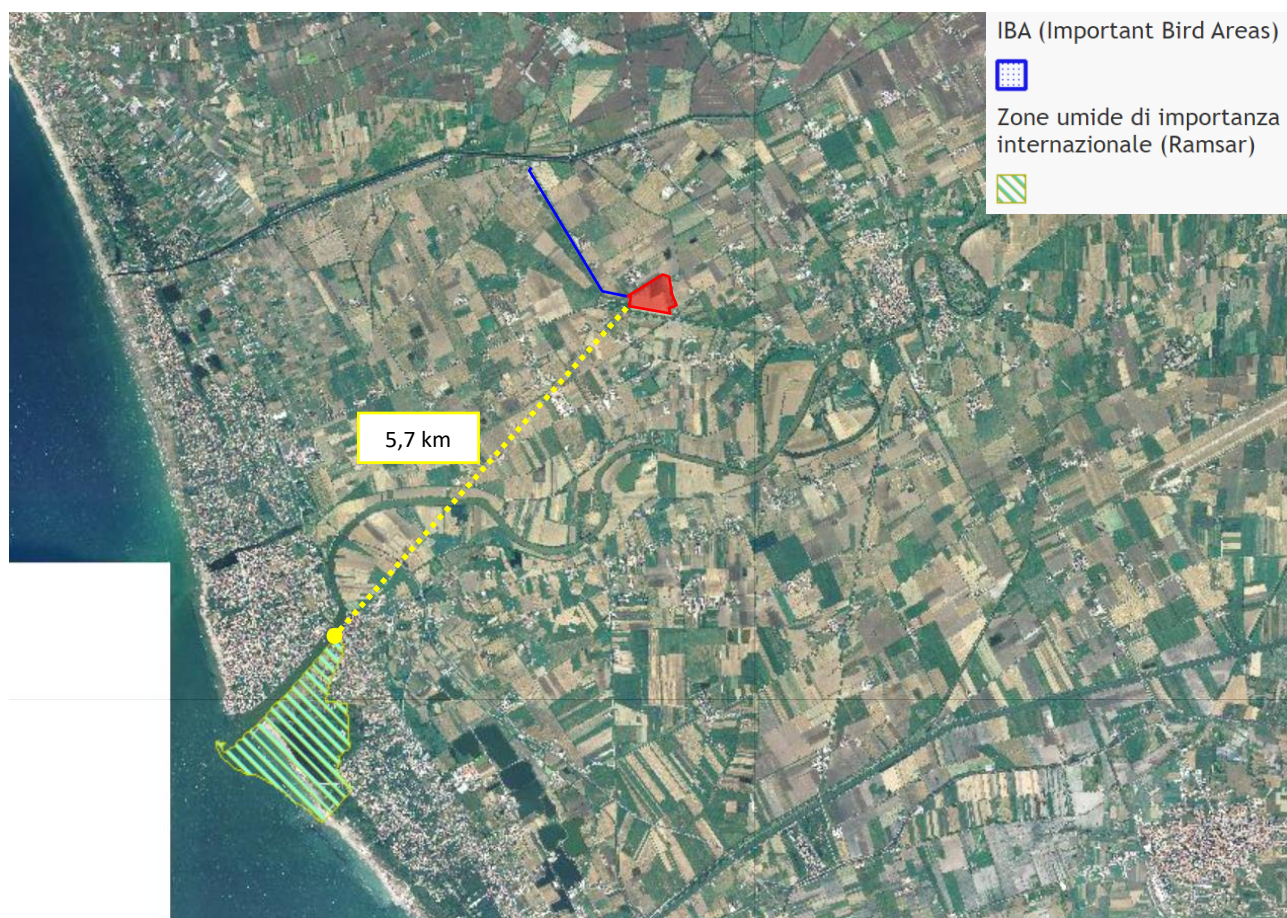 IBA (Important Bird Areas)
Zone umide di importanza
internazionale (Ramsar)
5,7 km